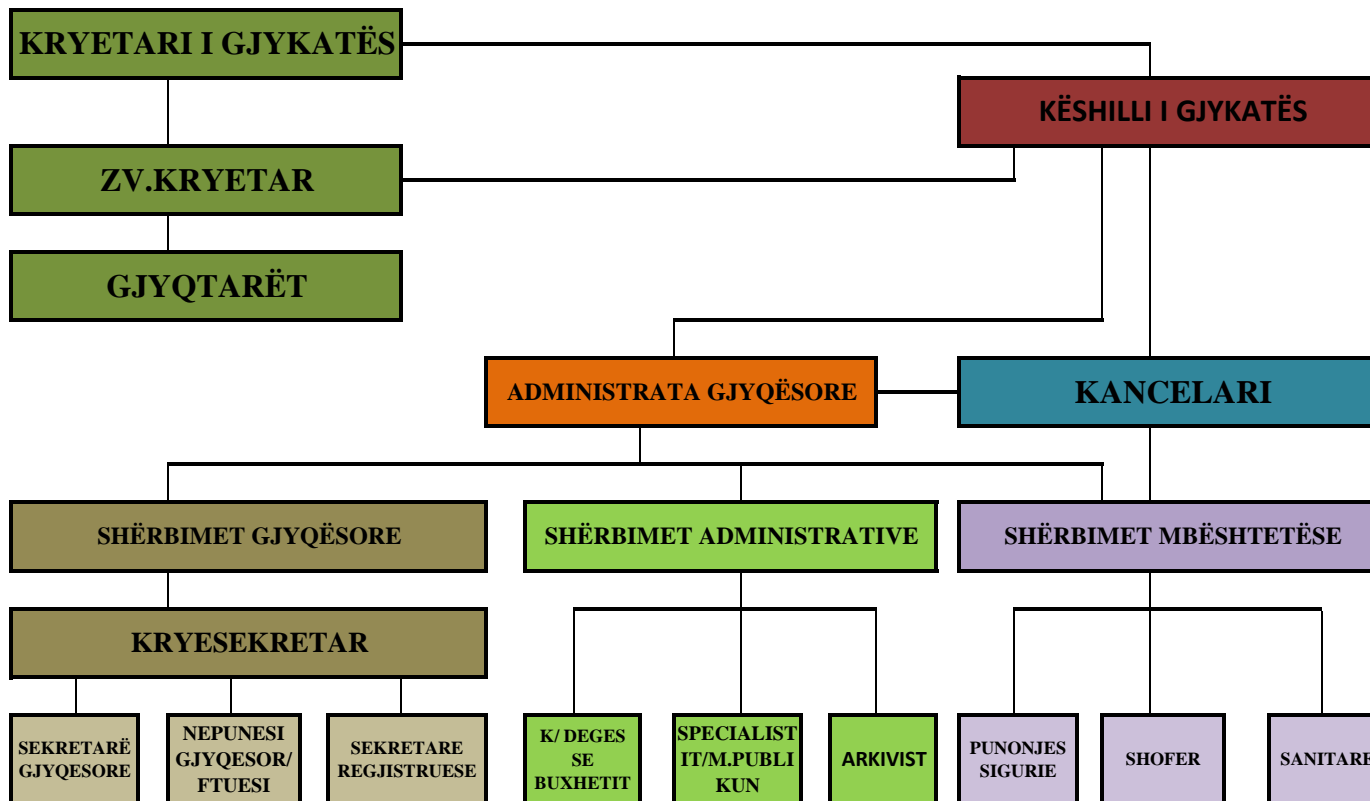 KRYETARI I GJYKATËS
KËSHILLI I GJYKATËS
ZV.KRYETAR
GJYQTARËT
ADMINISTRATA GJYQËSORE
KANCELARI
SHËRBIMET GJYQËSORE
SHËRBIMET ADMINISTRATIVE
SHËRBIMET MBËSHTETËSE
KRYESEKRETAR
SEKRETARË
GJYQESORE
NEPUNESI
GJYQESOR/
FTUESI
SEKRETARE
REGJISTRUESE
K/ DEGES
SE
BUXHETIT
SPECIALIST
IT/M.PUBLI
KUN
ARKIVIST
PUNONJES
SIGURIE
SHOFER
SANITARE